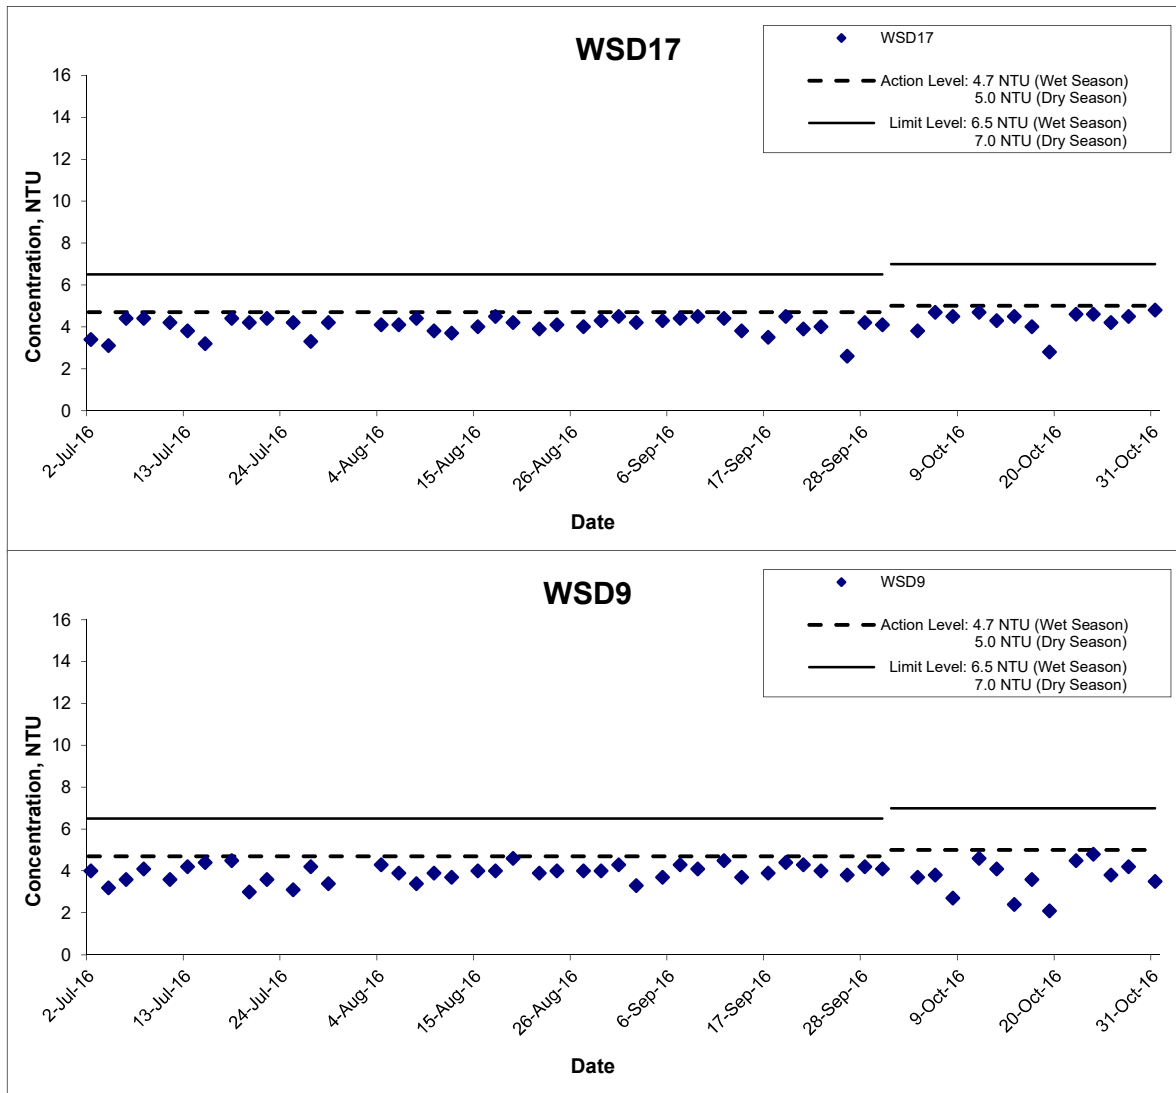 WSD17
WSD17
Action Level: 4.7 NTU (Wet Season)
5.0 NTU (Dry Season)
Limit Level: 6.5 NTU (Wet Season)
7.0 NTU (Dry Season)
Concentration, NTU
16
14
12
10
8
6
4
2
0
2-Jul-16
13-Jul-16
24-Jul-16
4-Aug-16
15-Aug-16
26-Aug-16
6-Sep-16
17-Sep-16
28-Sep-16
9-Oct-16
20-Oct-16
31-Oct-16
Date
WSD9
WSD9
Action Level: 4.7 NTU (Wet Season)
5.0 NTU (Dry Season)
Limit Level: 6.5 NTU (Wet Season)
7.0 NTU (Dry Season)
Concentration, NTU
16
14
12
10
8
6
4
2
0
2-Jul-16
13-Jul-16
24-Jul-16
4-Aug-16
15-Aug-16
26-Aug-16
6-Sep-16
17-Sep-16
28-Sep-16
9-Oct-16
20-Oct-16
31-Oct-16
Date